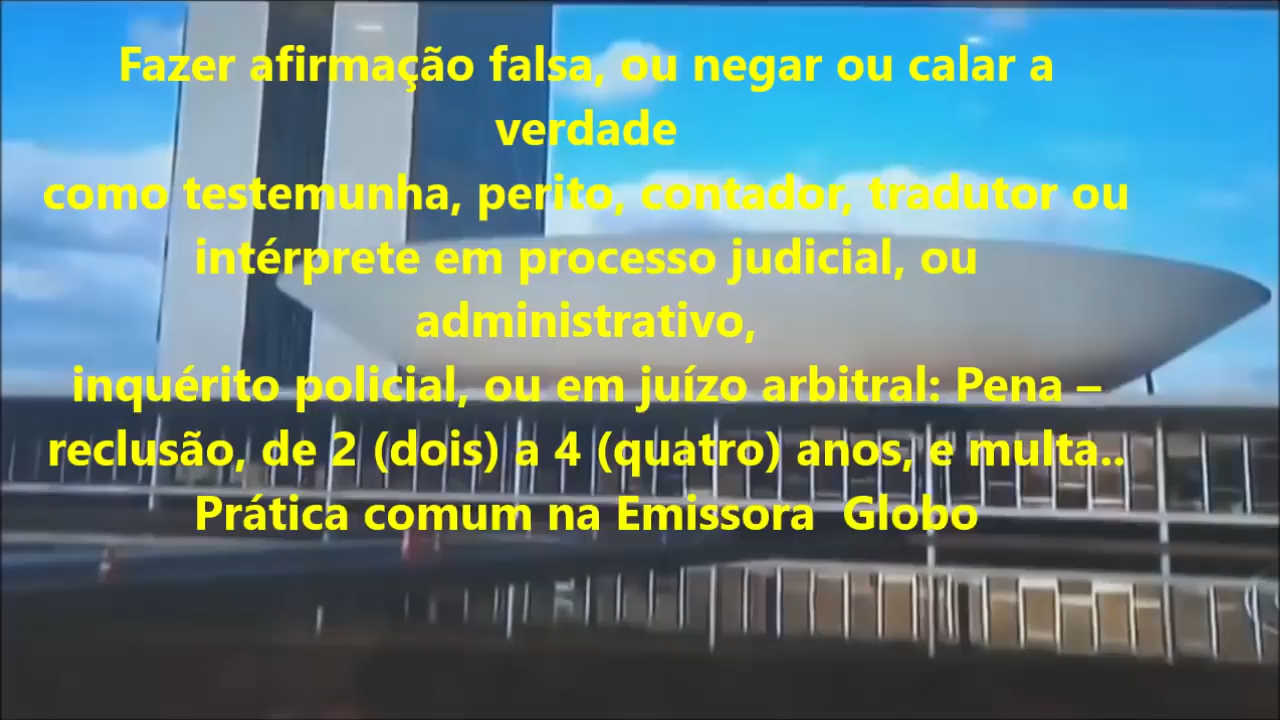 Fazer afirmação falsa, ou negar ou calar a
verdade
como testemunha, perito, contador, tradutor ou
intérprete em processo judicial, ou
administrativo,
inquérito policial, ou em juízo arbitral: Pena –
reclusão, de 2 (dois) a 4 (quatro) anos, e multa..
Prática comum na Emissora  Globo